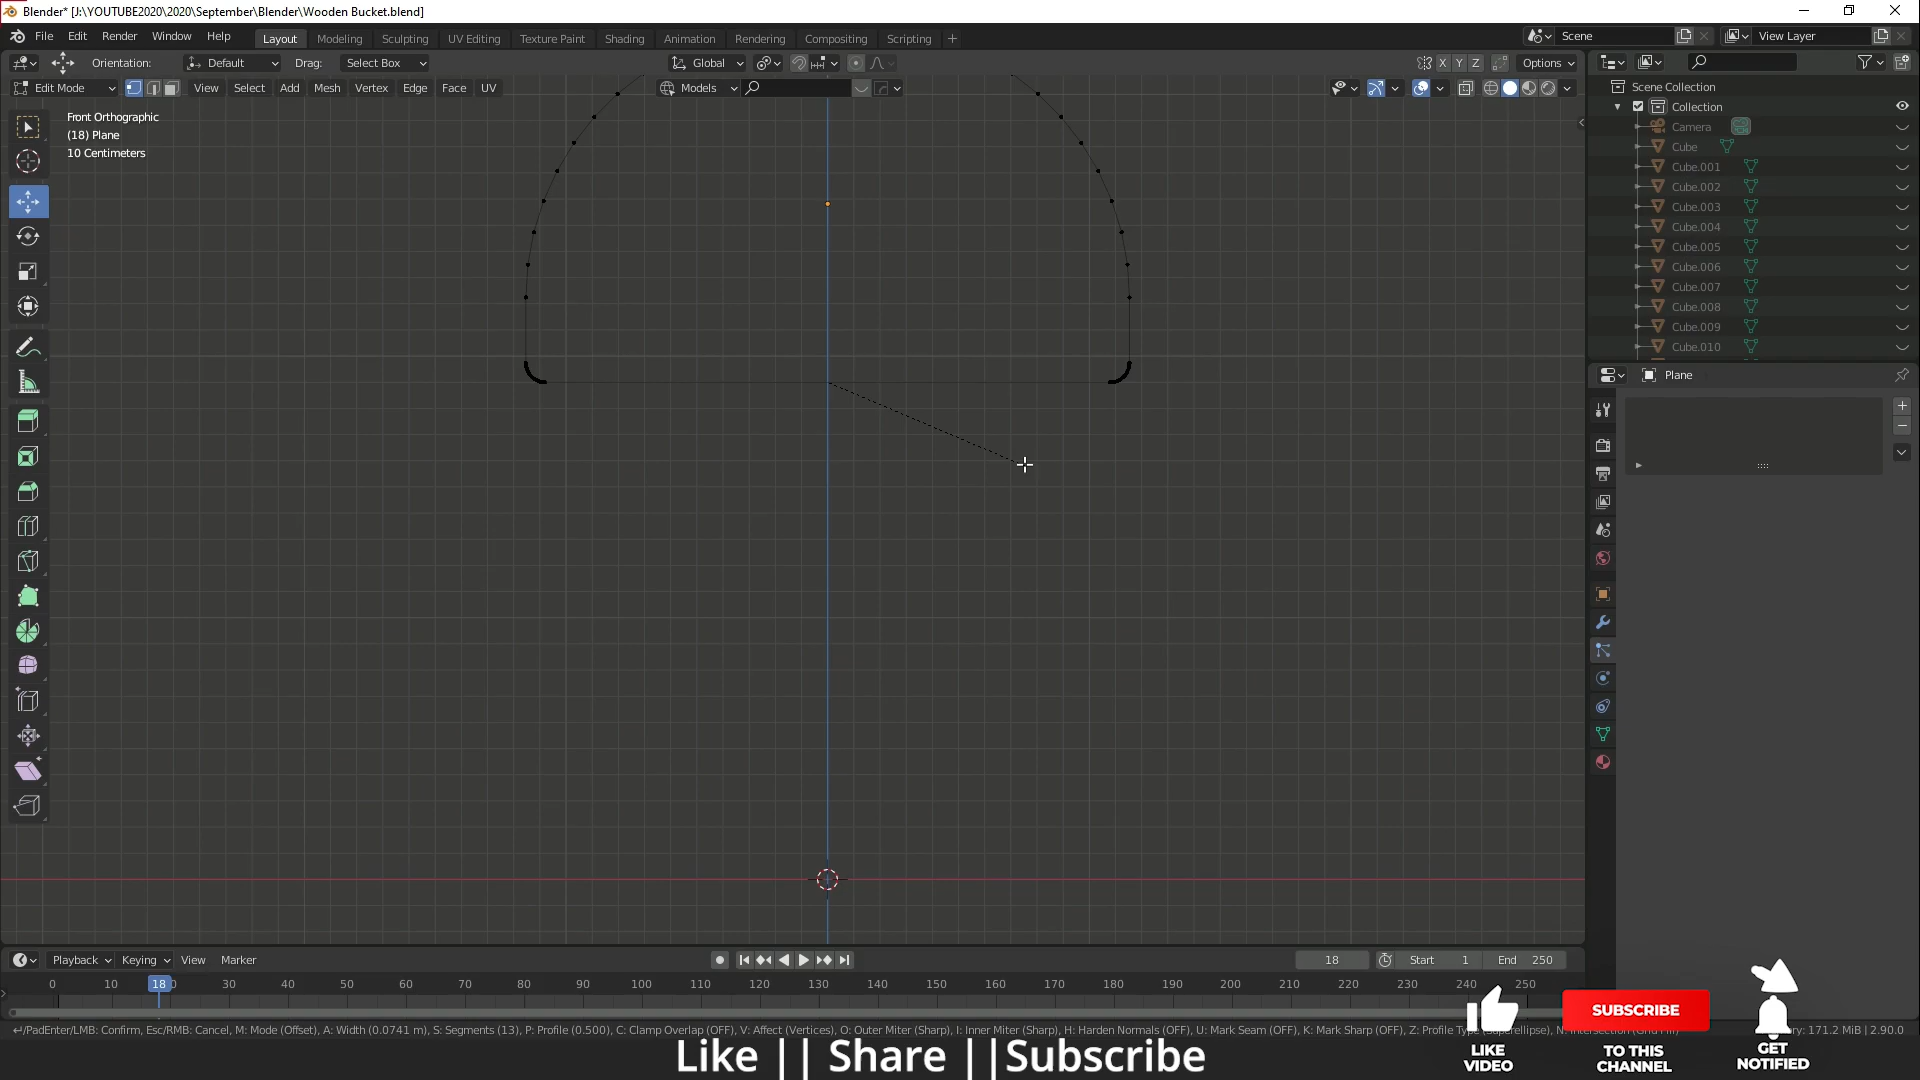 Blender* [J:\YOUTUBE2020\2020\September\Blender\Wooden Bucket.blend]
File Edit Render Window Help Layout Modeling Sculpting UV Editing Texture Paint Shading Animation Rendering Compositing Scripting + Scene View Layer
Orientation: Default Drag: Select Box Global X Y Z Options
Edit Mode View Select Add Mesh Vertex Edge Face UV Models
Scene Collection
Collection
Camera
Cube
Cube.001
Cube.002
Cube.003
Cube.004
Cube.005
Cube.006
Cube.007
Cube.008
Cube.009
Cube.010
Front Orthographic
(18) Plane
10 Centimeters
Plane
Playback Keying View Marker 18 Start 1 End 250
0 10 18 30 40 50 60 70 80 90 100 110 120 130 140 150 160 170 180 190 200 210 220 230 240 250
↵/PadEnter/LMB: Confirm, Esc/RMB: Cancel, M: Mode (Offset), A: Width (0.0741 m), S: Segments (13), P: Profile (0.500), C: Clamp Overlap (OFF), V: Affect (Vertices), O: Outer Miter (Sharp), I: Inner Miter (Sharp), H: Harden Normals (OFF), U: Mark Seam (OFF), K: Mark Sharp (OFF), Z: Profile Type 171.2 MiB | 2.90.0
Like || Share ||Subscribe
LIKE
VIDEO
SUBSCRIBE
TO THIS
CHANNEL
GET
NOTIFIED